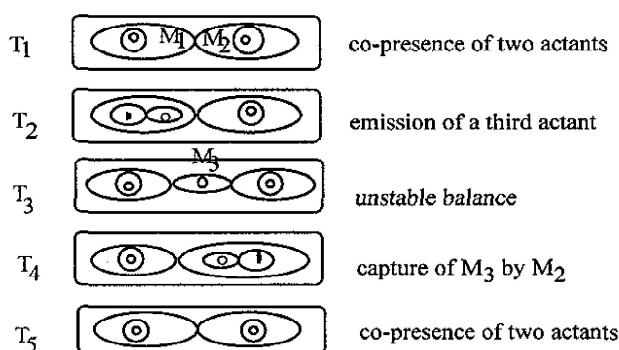 T1 M1 M2 co-presence of two actants
T2 emission of a third actant
M3
T3 unstable balance
T4 capture of M3 by M2
T5 co-presence of two actants